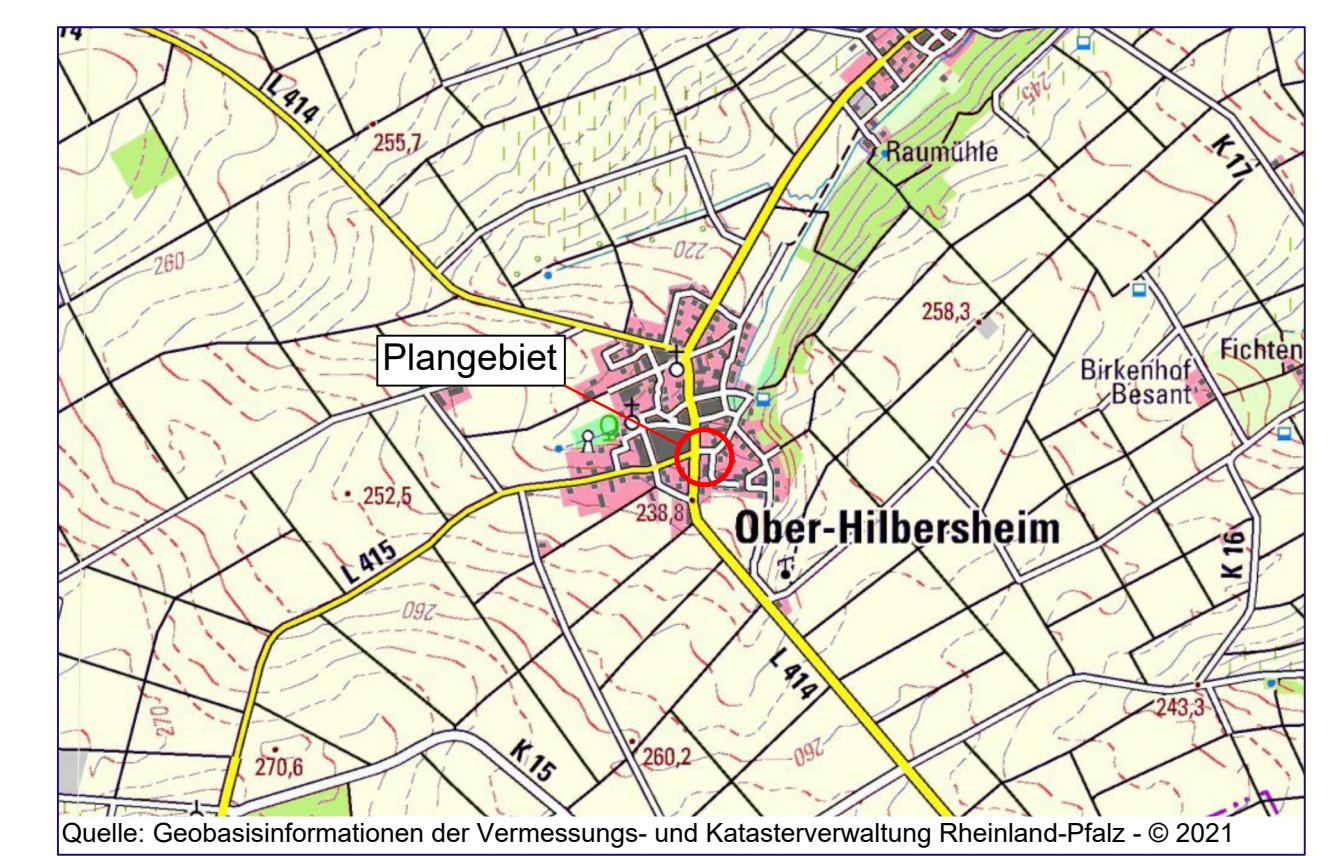 14
L 414
255,7
245
Raumühle
K 17
260
220
258,3
Plangebiet
Fichten
Birkenhof
Besant
252,5
238,8
Ober-Hilbersheim
L 415
K 16
260
L 414
270
243,3
K 15
260,2
260
270,6
Quelle: Geobasisinformationen der Vermessungs- und Katasterverwaltung Rheinland-Pfalz - © 2021